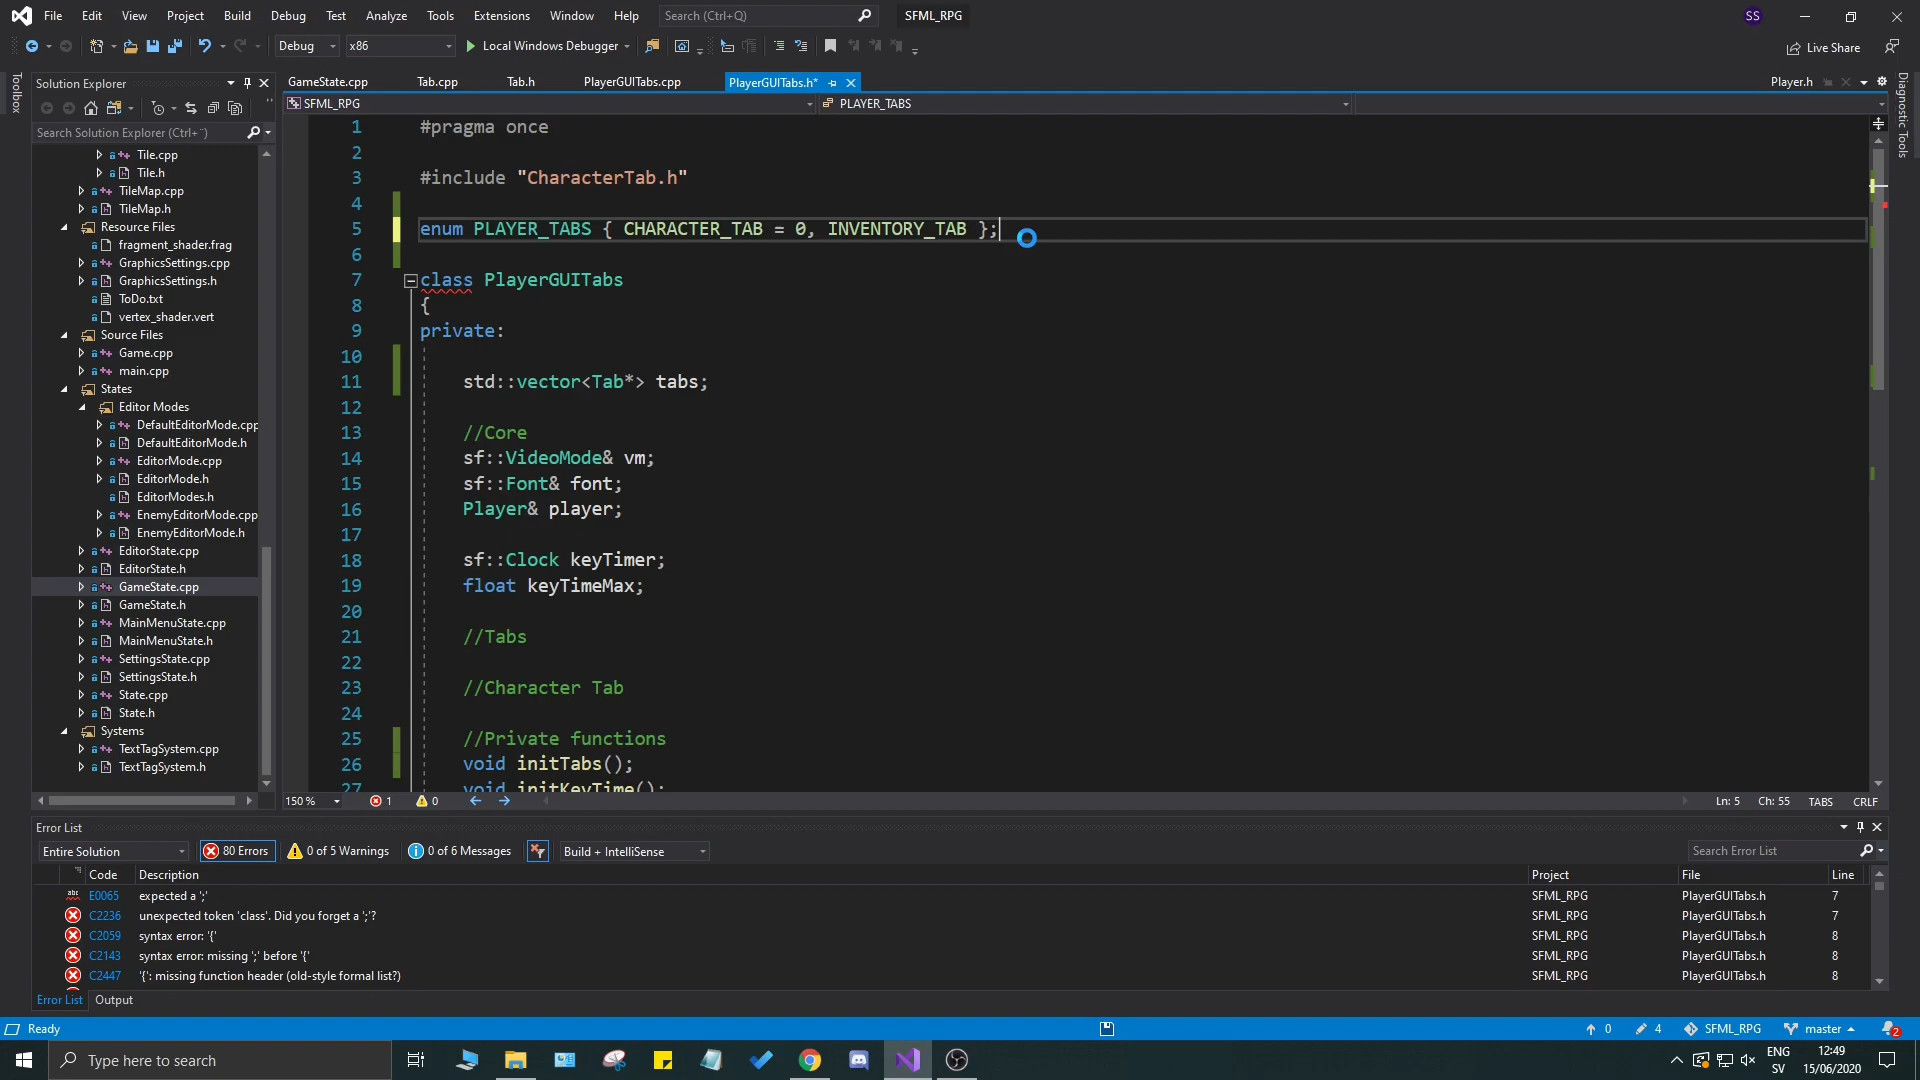 File Edit View Project Build Debug Test Analyze Tools Extensions Window Help Search (Ctrl+Q) SFML_RPG SS
Debug x86 Local Windows Debugger Live Share
Toolbox
Solution Explorer
Search Solution Explorer (Ctrl+¨)
Tile.cpp
Tile.h
TileMap.cpp
TileMap.h
Resource Files
fragment_shader.frag
GraphicsSettings.cpp
GraphicsSettings.h
ToDo.txt
vertex_shader.vert
Source Files
Game.cpp
main.cpp
States
Editor Modes
DefaultEditorMode.cpp
DefaultEditorMode.h
EditorMode.cpp
EditorMode.h
EditorModes.h
EnemyEditorMode.cpp
EnemyEditorMode.h
EditorState.cpp
EditorState.h
GameState.cpp
GameState.h
MainMenuState.cpp
MainMenuState.h
SettingsState.cpp
SettingsState.h
State.cpp
State.h
Systems
TextTagSystem.cpp
TextTagSystem.h
GameState.cpp Tab.cpp Tab.h PlayerGUITabs.cpp PlayerGUITabs.h* Player.h
SFML_RPG PLAYER_TABS
Diagnostic Tools
1 #pragma once
2
3 #include "CharacterTab.h"
4
5 enum PLAYER_TABS { CHARACTER_TAB = 0, INVENTORY_TAB };
6
7 class PlayerGUITabs
8 {
9 private:
10
11 std::vector<Tab*> tabs;
12
13 //Core
14 sf::VideoMode& vm;
15 sf::Font& font;
16 Player& player;
17
18 sf::Clock keyTimer;
19 float keyTimeMax;
20
21 //Tabs
22
23 //Character Tab
24
25 //Private functions
26 void initTabs();
27 void initKeyTime();
150 % 1 0 Ln: 5 Ch: 55 TABS CRLF
Error List
Entire Solution 80 Errors 0 of 5 Warnings 0 of 6 Messages Build + IntelliSense Search Error List
Code Description Project File Line
abc E0065 expected a ';' SFML_RPG PlayerGUITabs.h 7
C2236 unexpected token 'class'. Did you forget a ';'? SFML_RPG PlayerGUITabs.h 7
C2059 syntax error: '{' SFML_RPG PlayerGUITabs.h 8
C2143 syntax error: missing ';' before '{' SFML_RPG PlayerGUITabs.h 8
C2447 '{': missing function header (old-style formal list?) SFML_RPG PlayerGUITabs.h 8
Error List Output
Ready 0 4 SFML_RPG master 2
Type here to search ENG 12:49
SV 15/06/2020